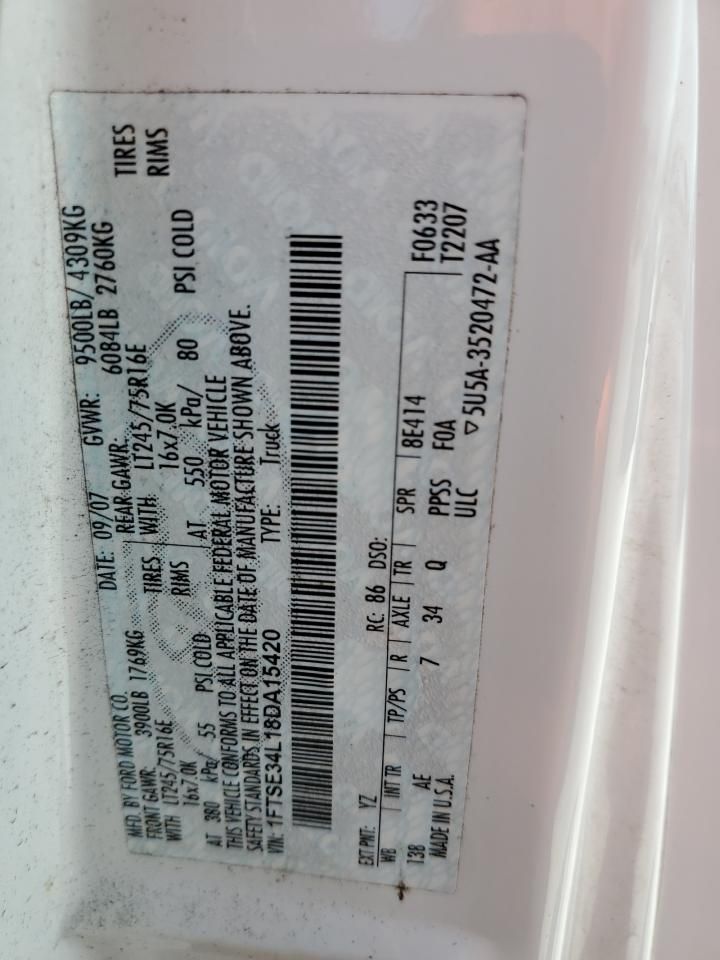 MFD. BY FORD MOTOR CO.
DATE: 09/07 GVWR: 9500LB/ 4309KG
FRONT GAWR: 3900LB 1769KG REAR GAWR: 6084LB 2760KG
WITH LT245/75R16E TIRES WITH LT245/75R16E TIRES
16x7.0K RIMS 16x7.0K RIMS
AT 380 kPa/ 55 PSI COLD AT 550 kPa/ 80 PSI COLD
THIS VEHICLE CONFORMS TO ALL APPLICABLE FEDERAL MOTOR VEHICLE
SAFETY STANDARDS IN EFFECT ON THE DATE OF MANUFACTURE SHOWN ABOVE.
VIN: 1FTSE34L18DA15420 TYPE: Truck
EXT PNT: YZ RC: 86 DSO:
WB INT TR TP/PS R AXLE TR SPR 8E414 F0633
138 AE 7 34 Q PPSS F0A T2207
MADE IN U.S.A. ULC
▽5U5A-3520472-AA